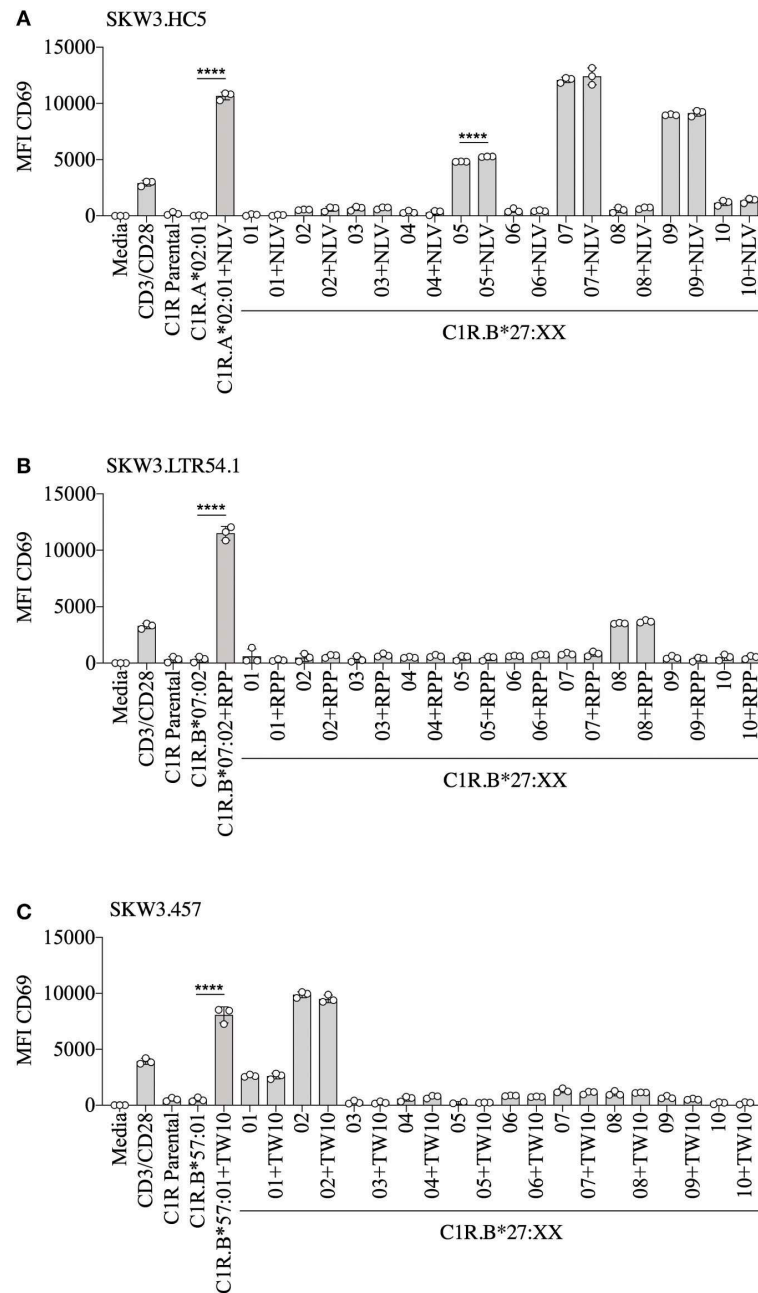 A
SKW3.HC5
MFI CD69
15000
10000
5000
0
****
****
Media
CD3/CD28
C1R Parental
C1R.A*02:01
C1R.A*02:01+NLV
01
01+NLV
02
02+NLV
03
03+NLV
04
04+NLV
05
05+NLV
06
06+NLV
07
07+NLV
08
08+NLV
09
09+NLV
10
10+NLV
C1R.B*27:XX
B
SKW3.LTR54.1
MFI CD69
15000
10000
5000
0
****
Media
CD3/CD28
C1R Parental
C1R.B*07:02
C1R.B*07:02+RPP
01
01+RPP
02
02+RPP
03
03+RPP
04
04+RPP
05
05+RPP
06
06+RPP
07
07+RPP
08
08+RPP
09
09+RPP
10
10+RPP
C1R.B*27:XX
C
SKW3.457
MFI CD69
15000
10000
5000
0
****
Media
CD3/CD28
C1R Parental
C1R.B*57:01
C1R.B*57:01+TW10
01
01+TW10
02
02+TW10
03
03+TW10
04
04+TW10
05
05+TW10
06
06+TW10
07
07+TW10
08
08+TW10
09
09+TW10
10
10+TW10
C1R.B*27:XX